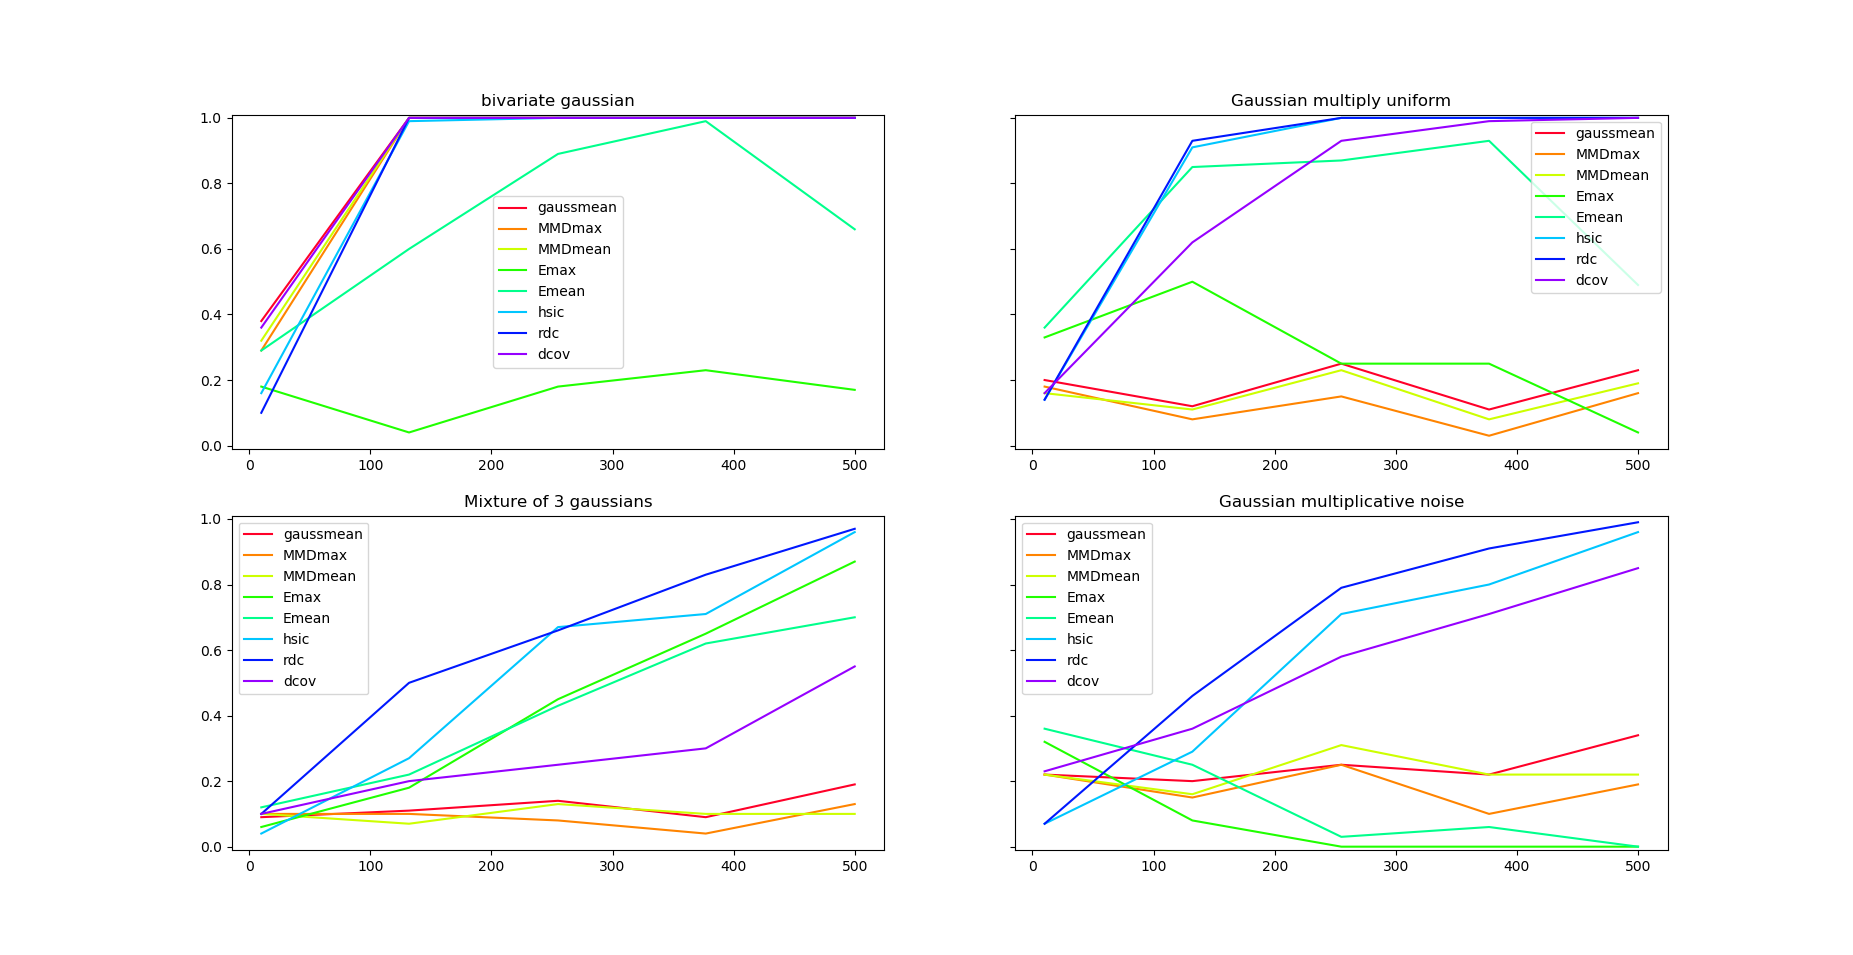 bivariate gaussian
1.0
0.8
0.6
0.4
0.2
0.0
gaussmean
MMDmax
MMDmean
Emax
Emean
hsic
rdc
dcov
0 100 200 300 400 500
Gaussian multiply uniform
gaussmean
MMDmax
MMDmean
Emax
Emean
hsic
rdc
dcov
0 100 200 300 400 500
Mixture of 3 gaussians
1.0
0.8
0.6
0.4
0.2
0.0
gaussmean
MMDmax
MMDmean
Emax
Emean
hsic
rdc
dcov
0 100 200 300 400 500
Gaussian multiplicative noise
gaussmean
MMDmax
MMDmean
Emax
Emean
hsic
rdc
dcov
0 100 200 300 400 500